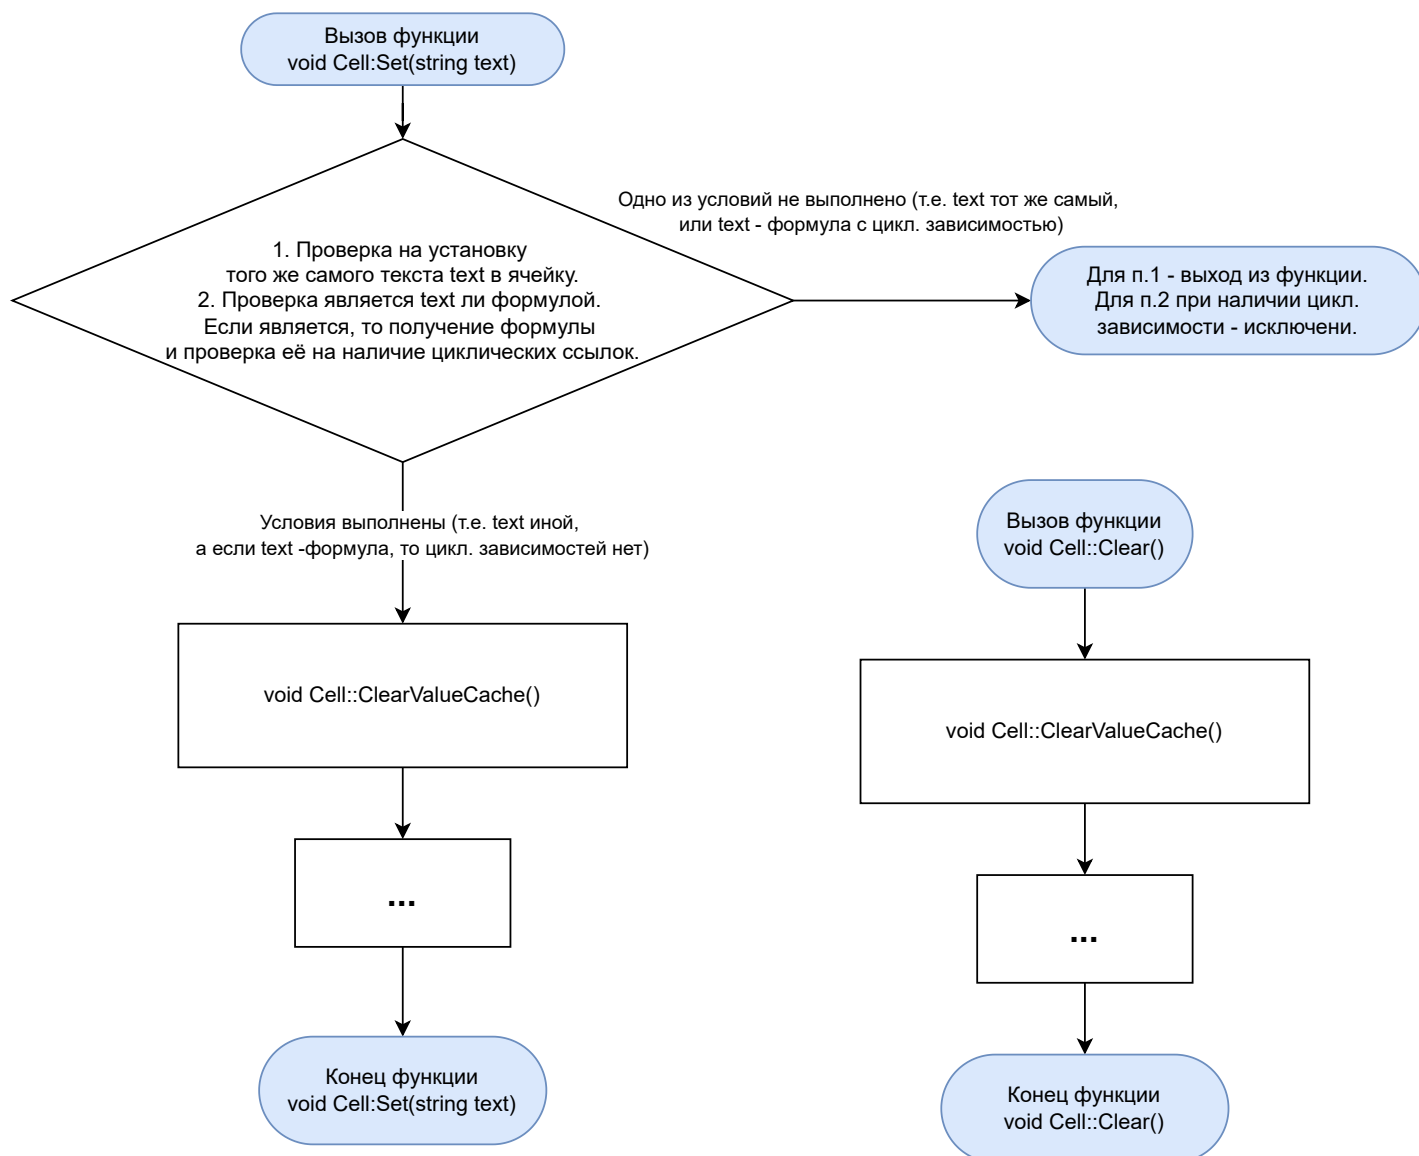 Вызов функции
void Cell:Set(string text)
Одно из условий не выполнено (т.е. text тот же самый,
или text - формула с цикл. зависимостью)
1. Проверка на установку
того же самого текста text в ячейку.
2. Проверка является text ли формулой.
Если является, то получение формулы
и проверка её на наличие циклических ссылок.
Для п.1 - выход из функции.
Для п.2 при наличии цикл.
зависимости - исключени.
Условия выполнены (т.е. text иной,
а если text -формула, то цикл. зависимостей нет)
void Cell::ClearValueCache()
...
Конец функции
void Cell:Set(string text)
Вызов функции
void Cell::Clear()
void Cell::ClearValueCache()
...
Конец функции
void Cell::Clear()